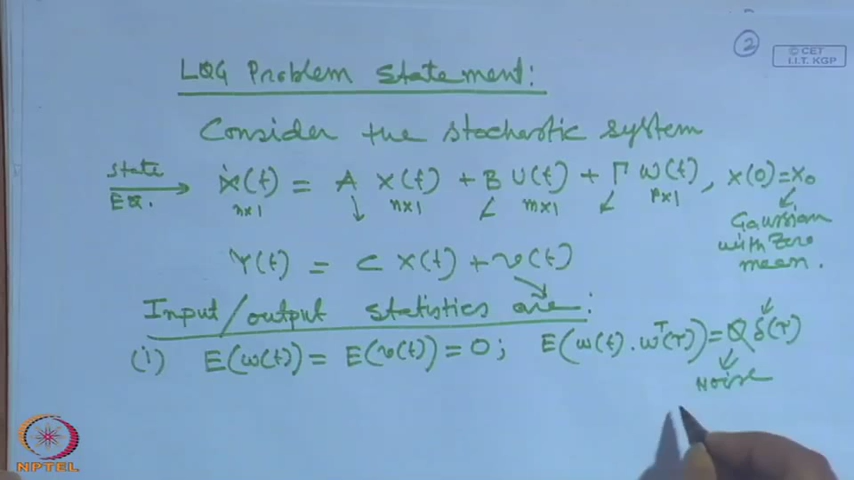 2
© CET
I.I.T. KGP
LQG Problem Statement:
Consider the stochastic system
State
Eq.
Ẋ(t) = A X(t) + B U(t) + Γ ω(t), X(0)=X₀
n×1 n×1 m×1 p×1
Gaussian
with zero
mean.
Y(t) = C X(t) + v(t)
Input/output statistics are:
(i) E(ω(t)) = E(v(t)) = 0; E(ω(t).ωᵀ(τ)) = Q δ(τ)
Noise
NPTEL